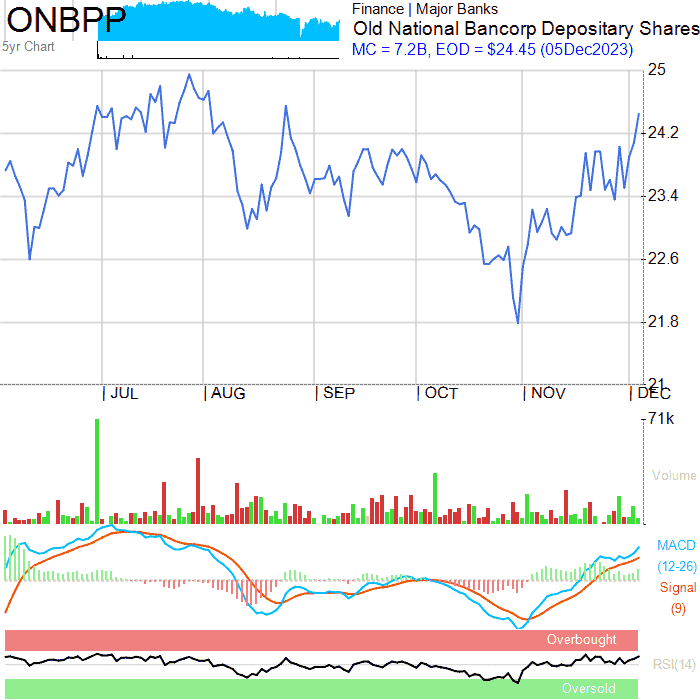 ONBPP
5yr Chart
Finance | Major Banks
Old National Bancorp Depositary Shares
MC = 7.2B, EOD = $24.45 (05Dec2023)
25
24.2
23.4
22.6
21.8
21
JUL AUG SEP OCT NOV DEC
71k
Volume
MACD
(12-26)
Signal
(9)
Overbought
RSI(14)
Oversold